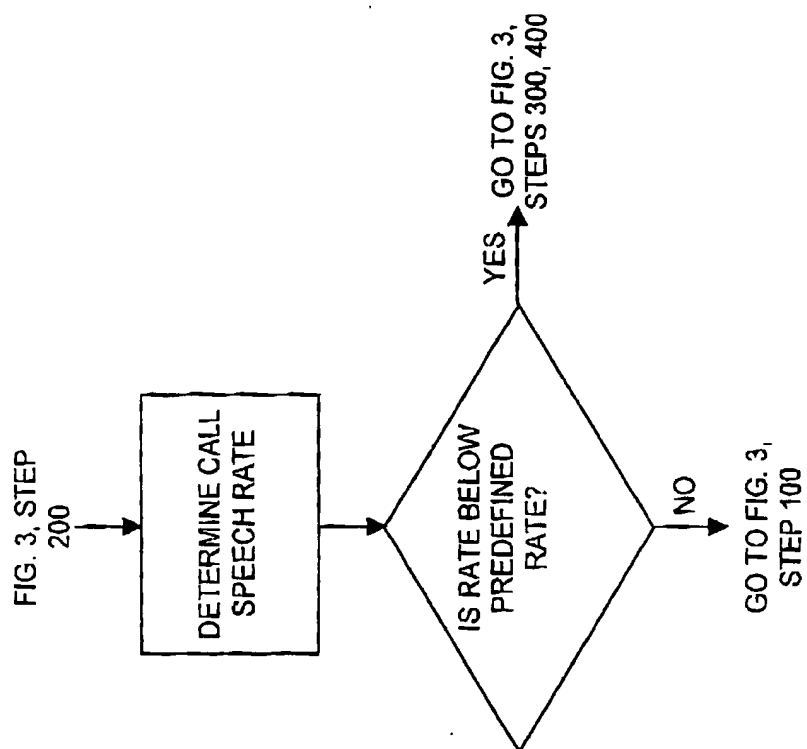 FIG. 3, STEP
200
DETERMINE CALL
SPEECH RATE
IS RATE BELOW
PREDEFINED
RATE?
YES
GO TO FIG. 3,
STEPS 300, 400
NO
GO TO FIG. 3,
STEP 100